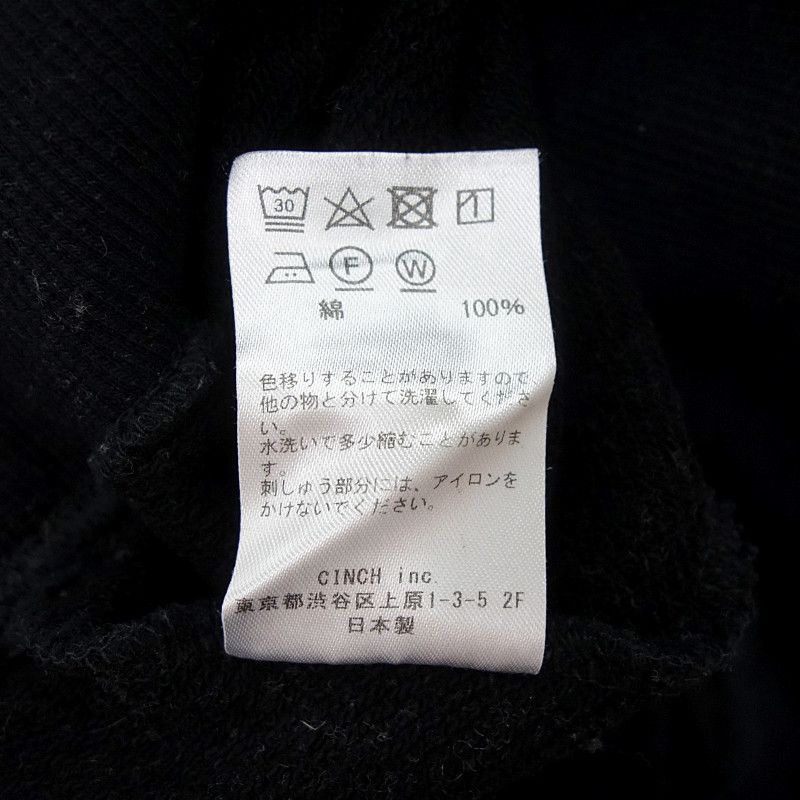 30
1
F W
綿 100%
色移りすることがありますので
他の物と分けて洗濯してくださ
い。
水洗いで多少縮むことがありま
す。
刺しゅう部分には、アイロンを
かけないでください。
CINCH inc.
東京都渋谷区上原1-3-5 2F
日本製